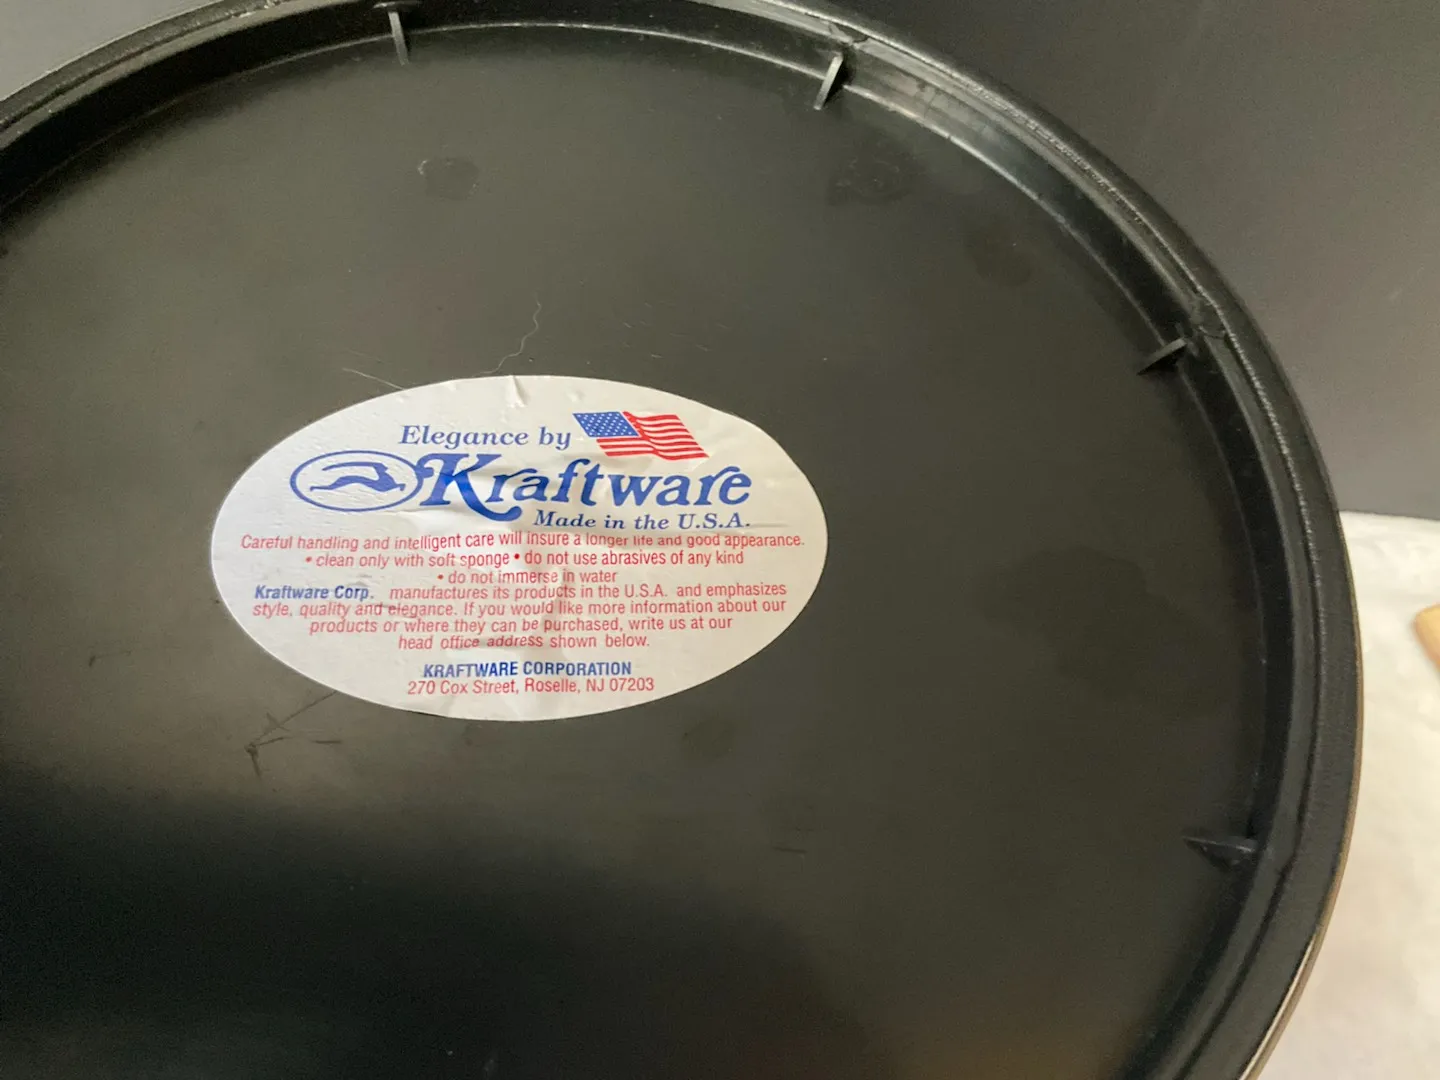 Elegance by
Kraftware
Made in the U.S.A.
Careful handling and intelligent care will insure a longer life and good appearance.
• clean only with soft sponge • do not use abrasives of any kind
• do not immerse in water
Kraftware Corp. manufactures its products in the U.S.A. and emphasizes
style, quality and elegance. If you would like more information about our
products or where they can be purchased, write us at our
head office address shown below.
KRAFTWARE CORPORATION
270 Cox Street, Roselle, NJ 07203